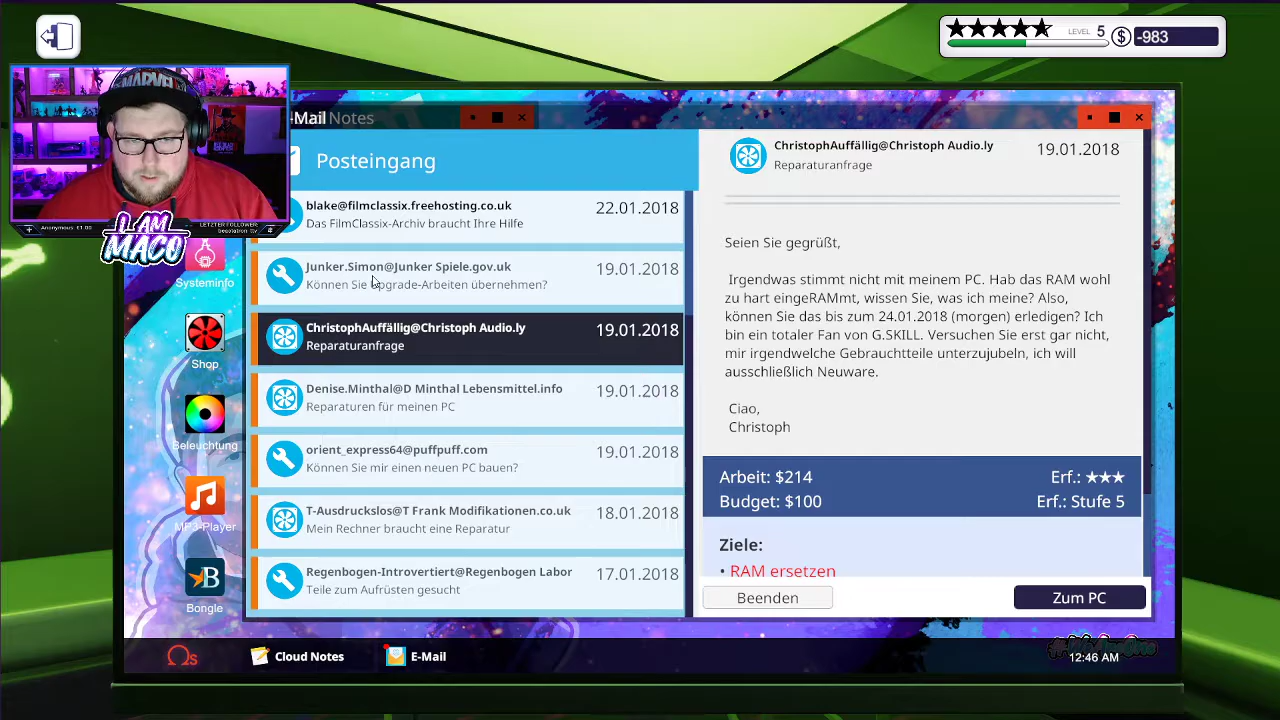 LEVEL 5
$ -983
MARVEL
Anonymous: £1.00
LETZTER FOLLOWER:
I AM
MACO
-Mail Notes
Posteingang
blake@filmclassix.freehosting.co.uk 22.01.2018
Das FilmClassix-Archiv braucht Ihre Hilfe
Junker.Simon@Junker Spiele.gov.uk 19.01.2018
Können Sie Upgrade-Arbeiten übernehmen?
ChristophAuffällig@Christoph Audio.ly 19.01.2018
Reparaturanfrage
Denise.Minthal@D Minthal Lebensmittel.info 19.01.2018
Reparaturen für meinen PC
orient_express64@puffpuff.com 19.01.2018
Können Sie mir einen neuen PC bauen?
T-Ausdruckslos@T Frank Modifikationen.co.uk 18.01.2018
Mein Rechner braucht eine Reparatur
Regenbogen-Introvertiert@Regenbogen Labor 17.01.2018
Teile zum Aufrüsten gesucht
Systeminfo
Shop
Beleuchtung
MP3-Player
B
Bongle
ChristophAuffällig@Christoph Audio.ly 19.01.2018
Reparaturanfrage
Seien Sie gegrüßt,
Irgendwas stimmt nicht mit meinem PC. Hab das RAM wohl
zu hart eingeRAMmt, wissen Sie, was ich meine? Also,
können Sie das bis zum 24.01.2018 (morgen) erledigen? Ich
bin ein totaler Fan von G.SKILL. Versuchen Sie erst gar nicht,
mir irgendwelche Gebrauchtteile unterzujubeln, ich will
ausschließlich Neuware.
Ciao,
Christoph
Arbeit: $214 Erf.: ★★★
Budget: $100 Erf.: Stufe 5
Ziele:
• RAM ersetzen
Beenden Zum PC
Ωs
Cloud Notes
E-Mail
12:46 AM